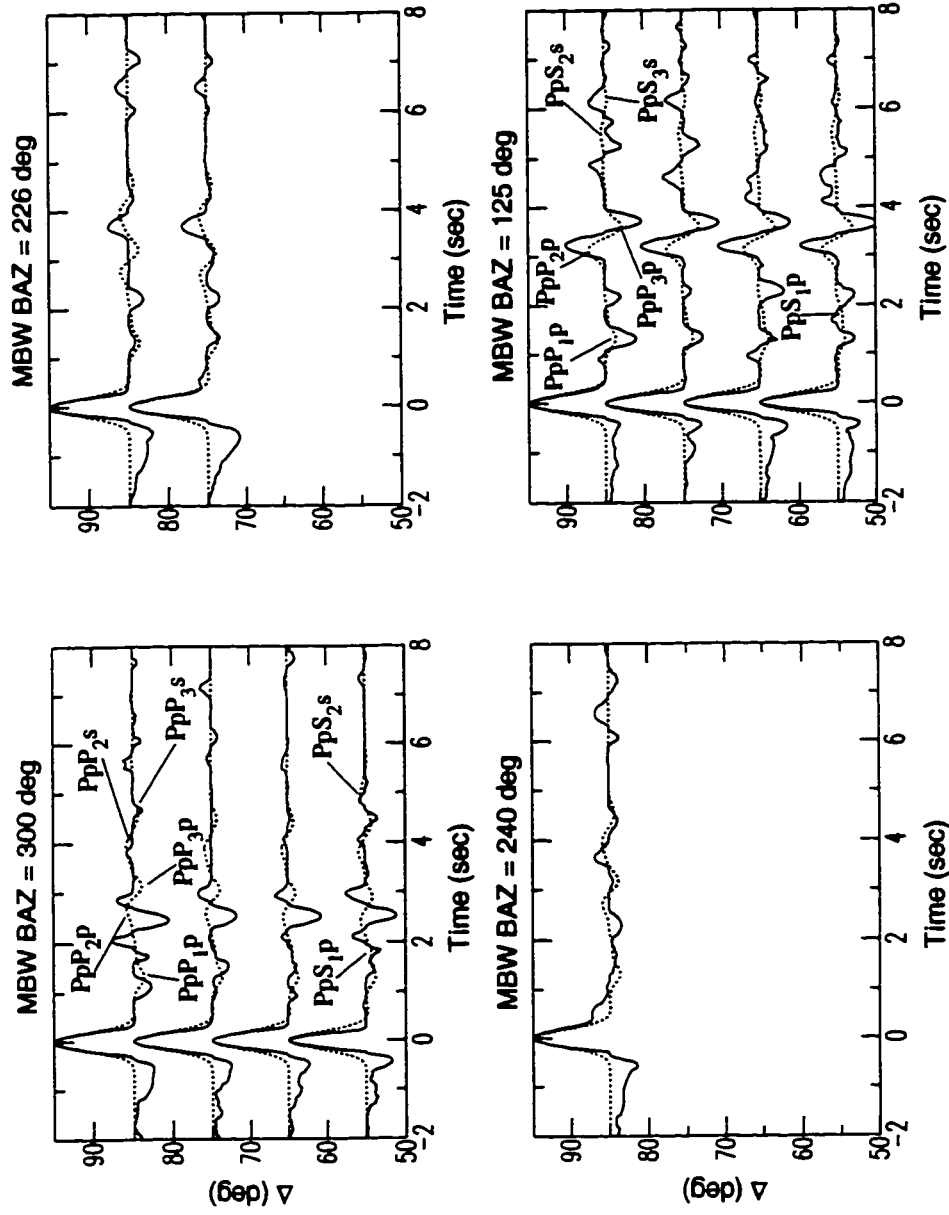 MBW BAZ = 300 deg
PpP2p
PpP2s
PpP1p
PpP3p
PpP3s
PpS1p
PpS2s
Δ (deg)
90
80
70
60
50
-2
0
2
4
6
8
Time (sec)
MBW BAZ = 226 deg
90
80
70
60
50
-2
0
2
4
6
8
Time (sec)
MBW BAZ = 240 deg
Δ (deg)
90
80
70
60
50
-2
0
2
4
6
8
Time (sec)
MBW BAZ = 125 deg
PpP1p
PpP2p
PpS2s
PpP3p
PpS3s
PpS1p
90
80
70
60
50
-2
0
2
4
6
8
Time (sec)